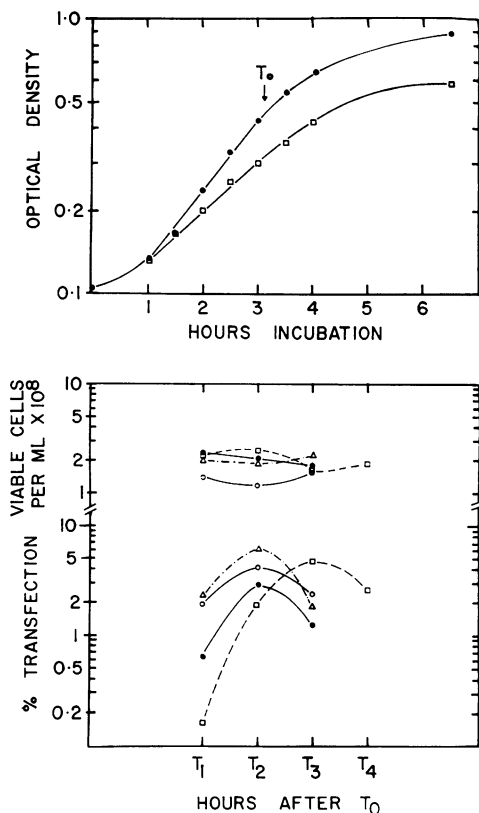 1·0
0·5
0·2
0·1
OPTICAL DENSITY
T₀
1 2 3 4 5 6
HOURS INCUBATION
VIABLE CELLS
PER ML X10⁸
10
5
2
1
% TRANSFECTION
10
5
2
1
0·5
0·2
T₁ T₂ T₃ T₄
HOURS AFTER T₀